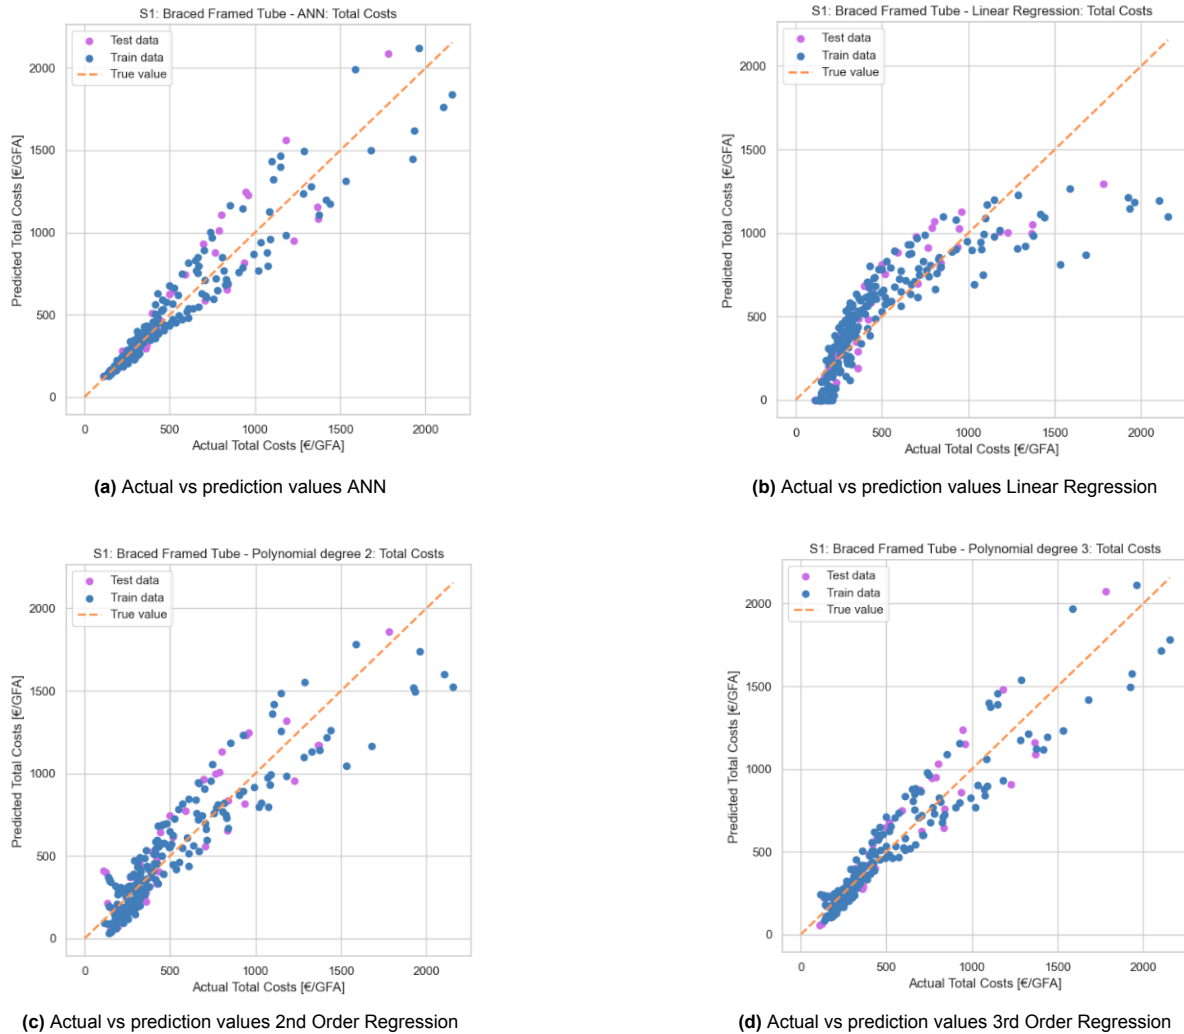 S1: Braced Framed Tube - ANN: Total Costs
Test data
Train data
True value
Predicted Total Costs [€/GFA]
2000
1500
1000
500
0
0 500 1000 1500 2000
Actual Total Costs [€/GFA]
(a) Actual vs prediction values ANN
S1: Braced Framed Tube - Linear Regression: Total Costs
Test data
Train data
True value
Predicted Total Costs [€/GFA]
2000
1500
1000
500
0
0 500 1000 1500 2000
Actual Total Costs [€/GFA]
(b) Actual vs prediction values Linear Regression
S1: Braced Framed Tube - Polynomial degree 2: Total Costs
Test data
Train data
True value
Predicted Total Costs [€/GFA]
2000
1500
1000
500
0
0 500 1000 1500 2000
Actual Total Costs [€/GFA]
(c) Actual vs prediction values 2nd Order Regression
S1: Braced Framed Tube - Polynomial degree 3: Total Costs
Test data
Train data
True value
Predicted Total Costs [€/GFA]
2000
1500
1000
500
0
0 500 1000 1500 2000
Actual Total Costs [€/GFA]
(d) Actual vs prediction values 3rd Order Regression